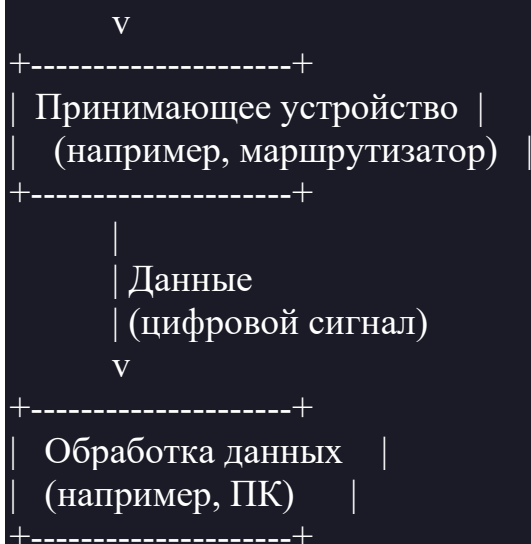 v
+---------------------+
| Принимающее устройство |
| (например, маршрутизатор) |
+---------------------+
|
| Данные
| (цифровой сигнал)
v
+---------------------+
| Обработка данных |
| (например, ПК) |
+---------------------+